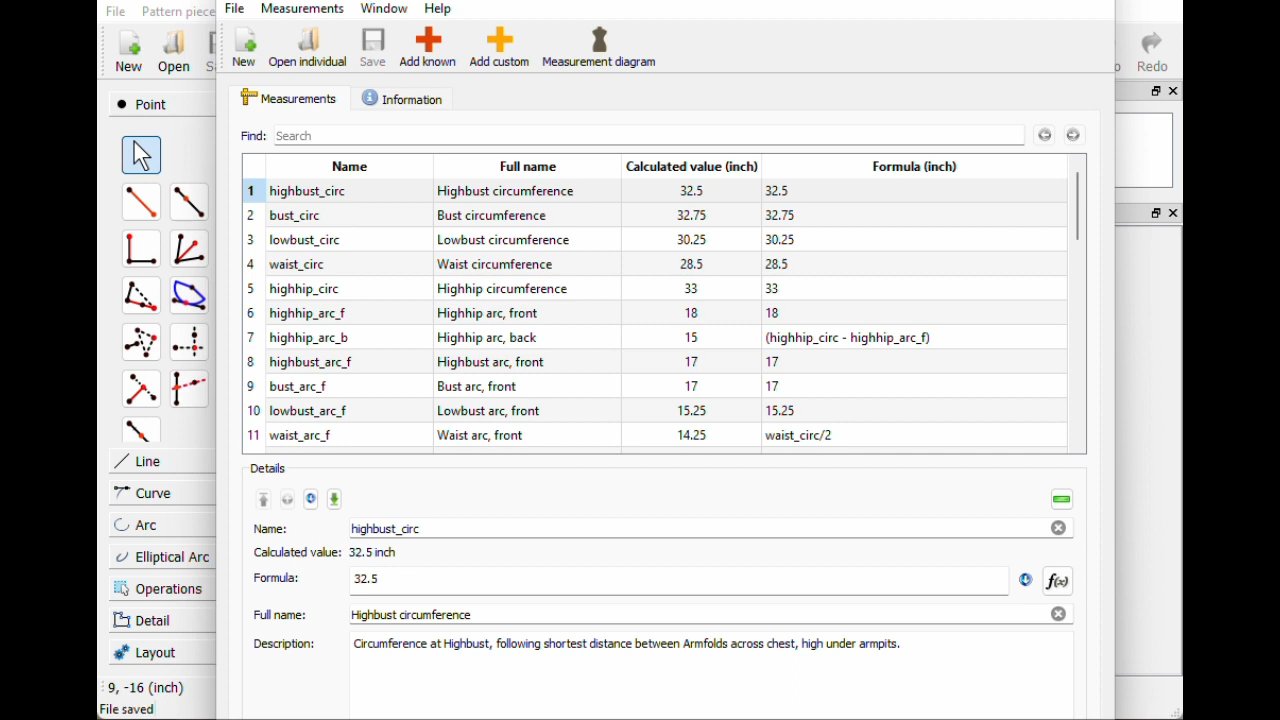 File Pattern piece
File Measurements Window Help
New Open
New Open individual Save Add known Add custom Measurement diagram
Redo
Point
Measurements Information
Find: Search
Name Full name Calculated value (inch) Formula (inch)
1 highbust_circ Highbust circumference 32.5 32.5
2 bust_circ Bust circumference 32.75 32.75
3 lowbust_circ Lowbust circumference 30.25 30.25
4 waist_circ Waist circumference 28.5 28.5
5 highhip_circ Highhip circumference 33 33
6 highhip_arc_f Highhip arc, front 18 18
7 highhip_arc_b Highhip arc, back 15 (highhip_circ - highhip_arc_f)
8 highbust_arc_f Highbust arc, front 17 17
9 bust_arc_f Bust arc, front 17 17
10 lowbust_arc_f Lowbust arc, front 15.25 15.25
11 waist_arc_f Waist arc, front 14.25 waist_circ/2
Line
Curve
Arc
Elliptical Arc
Operations
Detail
Layout
Details
Name: highbust_circ
Calculated value: 32.5 inch
Formula: 32.5 f(x)
Full name: Highbust circumference
Description: Circumference at Highbust, following shortest distance between Armfolds across chest, high under armpits.
9, -16 (inch)
File saved